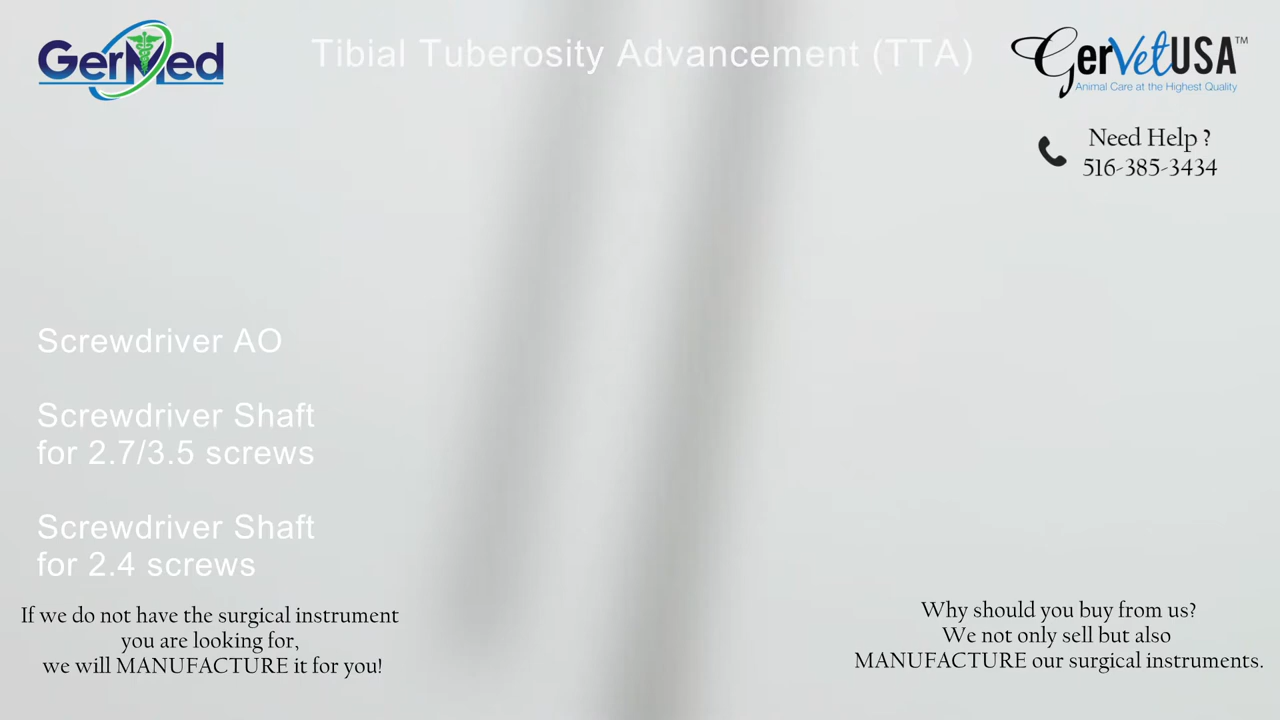 GerMed
Tibial Tuberosity Advancement (TTA)
GerVetUSA™
Animal Care at the Highest Quality
Need Help ?
516-385-3434
Screwdriver AO
Screwdriver Shaft
for 2.7/3.5 screws
Screwdriver Shaft
for 2.4 screws
If we do not have the surgical instrument
you are looking for,
we will MANUFACTURE it for you!
Why should you buy from us?
We not only sell but also
MANUFACTURE our surgical instruments.